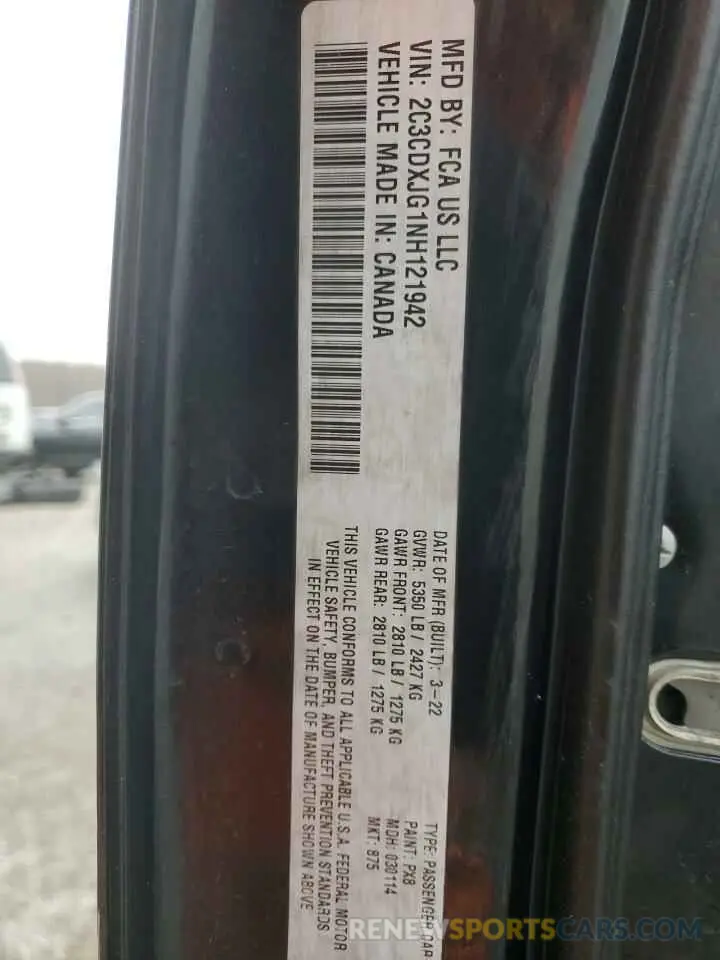 MFD BY: FCA US LLC
VIN: 2C3CDXJG1NH121942
VEHICLE MADE IN: CANADA
DATE OF MFR (BUILT): 3-22
GVWR: 5350 LB / 2427 KG
GAWR FRONT: 2810 LB / 1275 KG
GAWR REAR: 2810 LB / 1275 KG
THIS VEHICLE CONFORMS TO ALL APPLICABLE U.S.A. FEDERAL MOTOR
VEHICLE SAFETY, BUMPER, AND THEFT PREVENTION STANDARDS
IN EFFECT ON THE DATE OF MANUFACTURE SHOWN ABOVE
TYPE: PASSENGER CAR
PAINT: PX8
MDH: 030114
MKT: 875
RENEWSPORTSCARS.COM